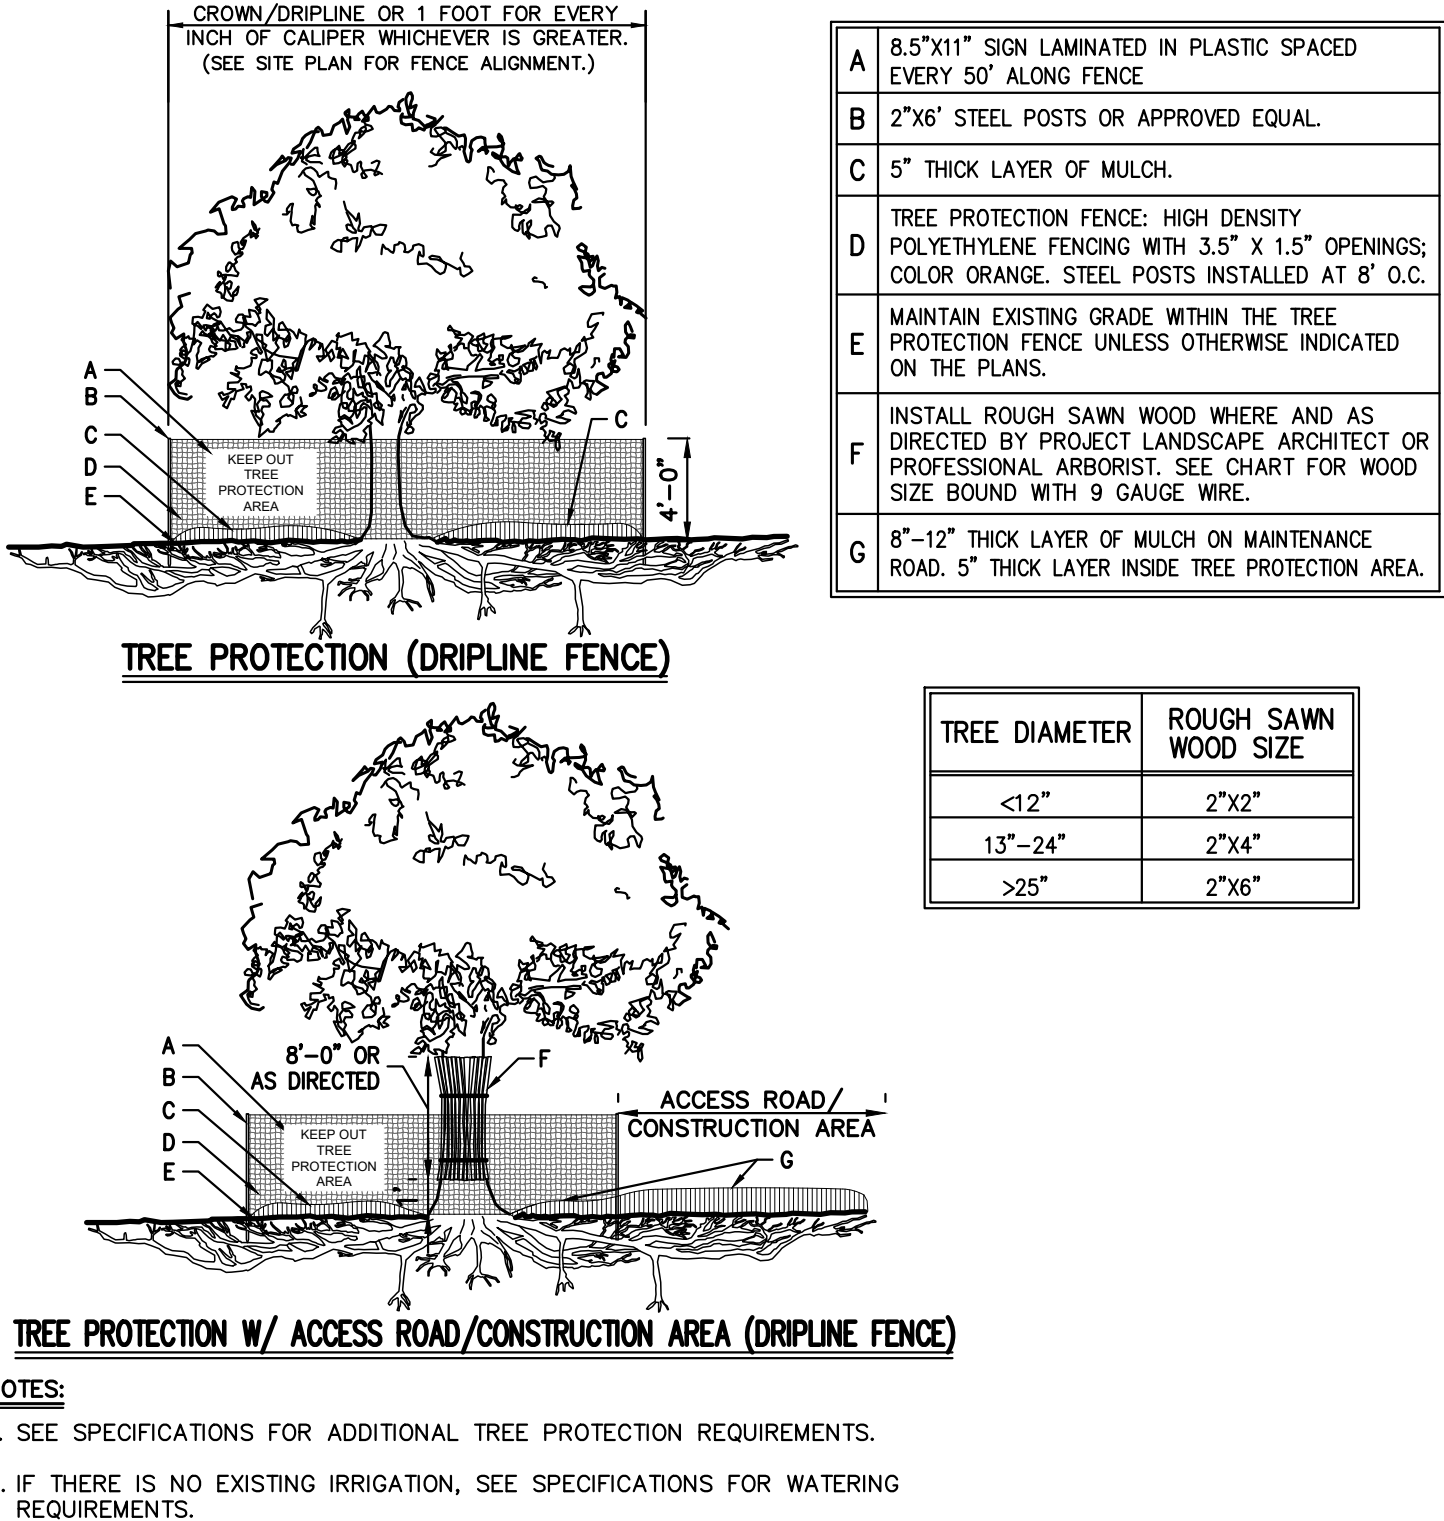 CROWN/DRIPLINE OR 1 FOOT FOR EVERY
INCH OF CALIPER WHICHEVER IS GREATER.
(SEE SITE PLAN FOR FENCE ALIGNMENT.)
A
B
C
D
E
C
KEEP OUT
TREE
PROTECTION
AREA
4'-0"
TREE PROTECTION (DRIPLINE FENCE)
A
8.5"X11" SIGN LAMINATED IN PLASTIC SPACED
EVERY 50' ALONG FENCE
B
2"X6' STEEL POSTS OR APPROVED EQUAL.
C
5" THICK LAYER OF MULCH.
D
TREE PROTECTION FENCE: HIGH DENSITY
POLYETHYLENE FENCING WITH 3.5" X 1.5" OPENINGS;
COLOR ORANGE. STEEL POSTS INSTALLED AT 8' O.C.
E
MAINTAIN EXISTING GRADE WITHIN THE TREE
PROTECTION FENCE UNLESS OTHERWISE INDICATED
ON THE PLANS.
F
INSTALL ROUGH SAWN WOOD WHERE AND AS
DIRECTED BY PROJECT LANDSCAPE ARCHITECT OR
PROFESSIONAL ARBORIST. SEE CHART FOR WOOD
SIZE BOUND WITH 9 GAUGE WIRE.
G
8"-12" THICK LAYER OF MULCH ON MAINTENANCE
ROAD. 5" THICK LAYER INSIDE TREE PROTECTION AREA.
TREE DIAMETER
ROUGH SAWN
WOOD SIZE
<12" 2"X2"
13"-24" 2"X4"
>25" 2"X6"
A
B
C
D
E
8'-0" OR
AS DIRECTED
F
KEEP OUT
TREE
PROTECTION
AREA
1'
ACCESS ROAD/
CONSTRUCTION AREA
G
TREE PROTECTION W/ ACCESS ROAD/CONSTRUCTION AREA (DRIPLINE FENCE)
OTES:
. SEE SPECIFICATIONS FOR ADDITIONAL TREE PROTECTION REQUIREMENTS.
. IF THERE IS NO EXISTING IRRIGATION, SEE SPECIFICATIONS FOR WATERING
REQUIREMENTS.